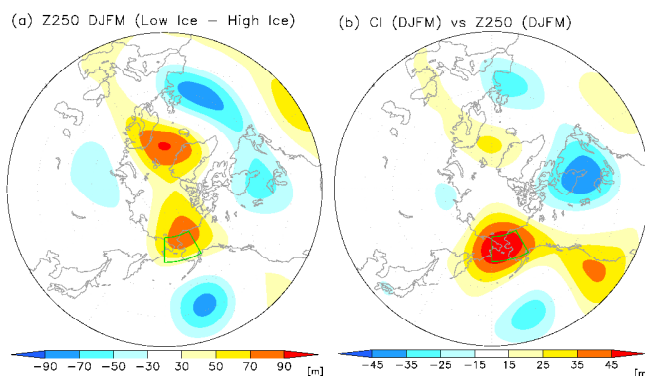 (a) Z250 DJFM (Low Ice − High Ice)
(b) CI (DJFM) vs Z250 (DJFM)
−90 −70 −50 −30 30 50 70 90
[m]
−45 −35 −25 −15 15 25 35 45
[m]